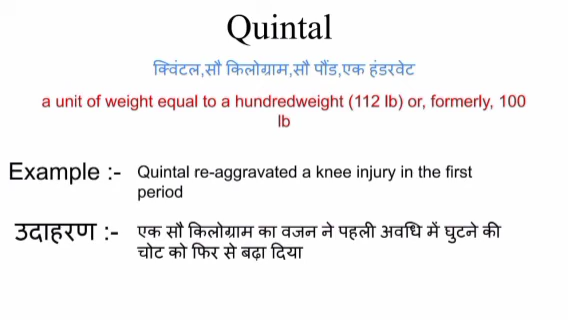 Quintal
क्विंटल,सौ किलोग्राम,सौ पौंड,एक हंडरवेट
a unit of weight equal to a hundredweight (112 lb) or, formerly, 100
lb
Example :- Quintal re-aggravated a knee injury in the first
period
उदाहरण :- एक सौ किलोग्राम का वजन ने पहली अवधि में घुटने की
चोट को फिर से बढ़ा दिया